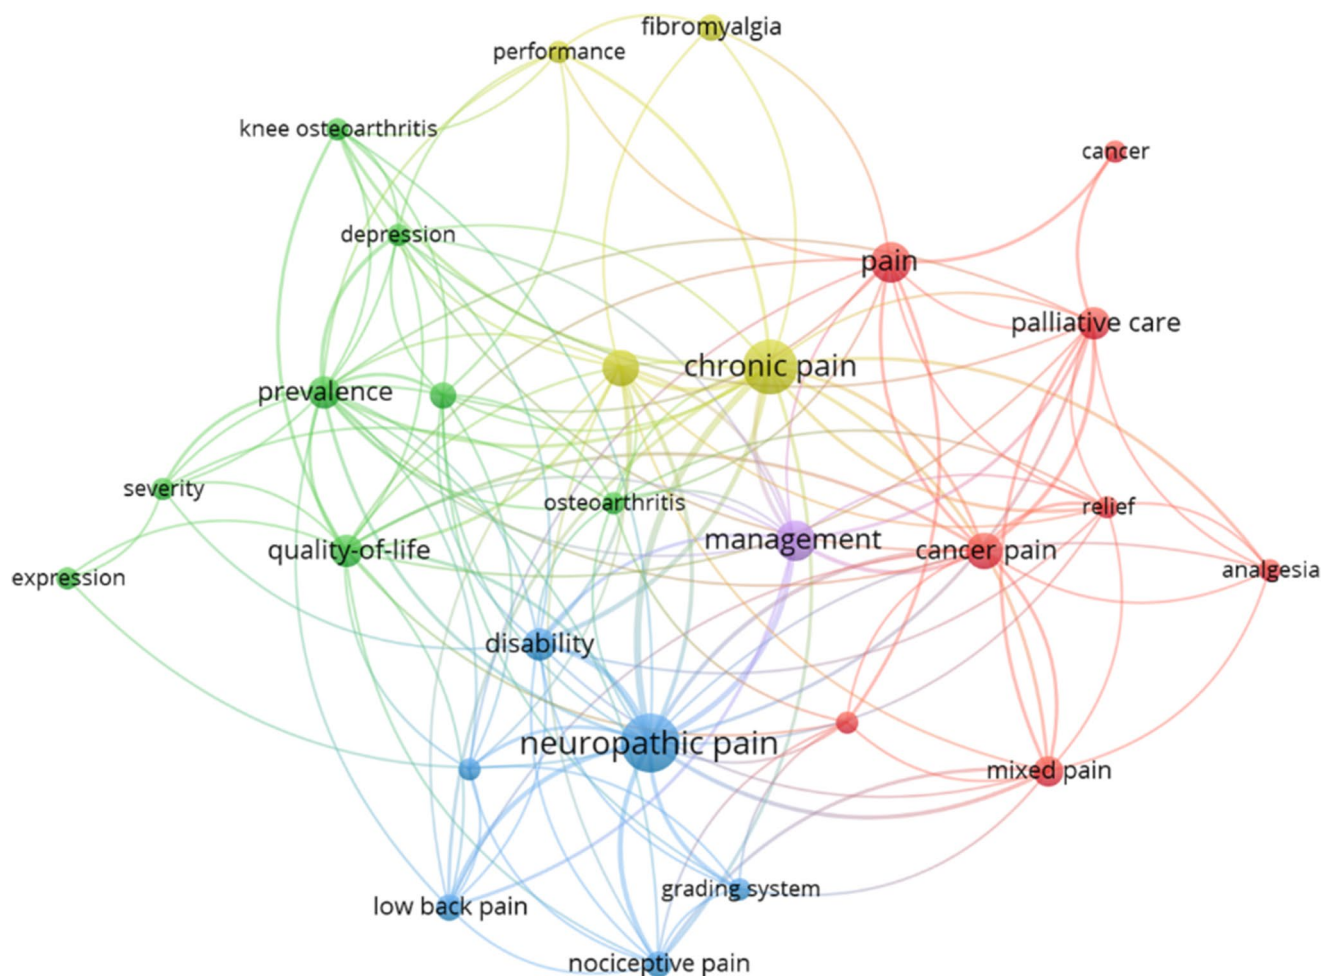 fibromyalgia
performance
knee osteoarthritis
cancer
depression
pain
palliative care
chronic pain
prevalence
severity
osteoarthritis
relief
management
quality-of-life
cancer pain
analgesia
expression
disability
neuropathic pain
mixed pain
grading system
low back pain
nociceptive pain